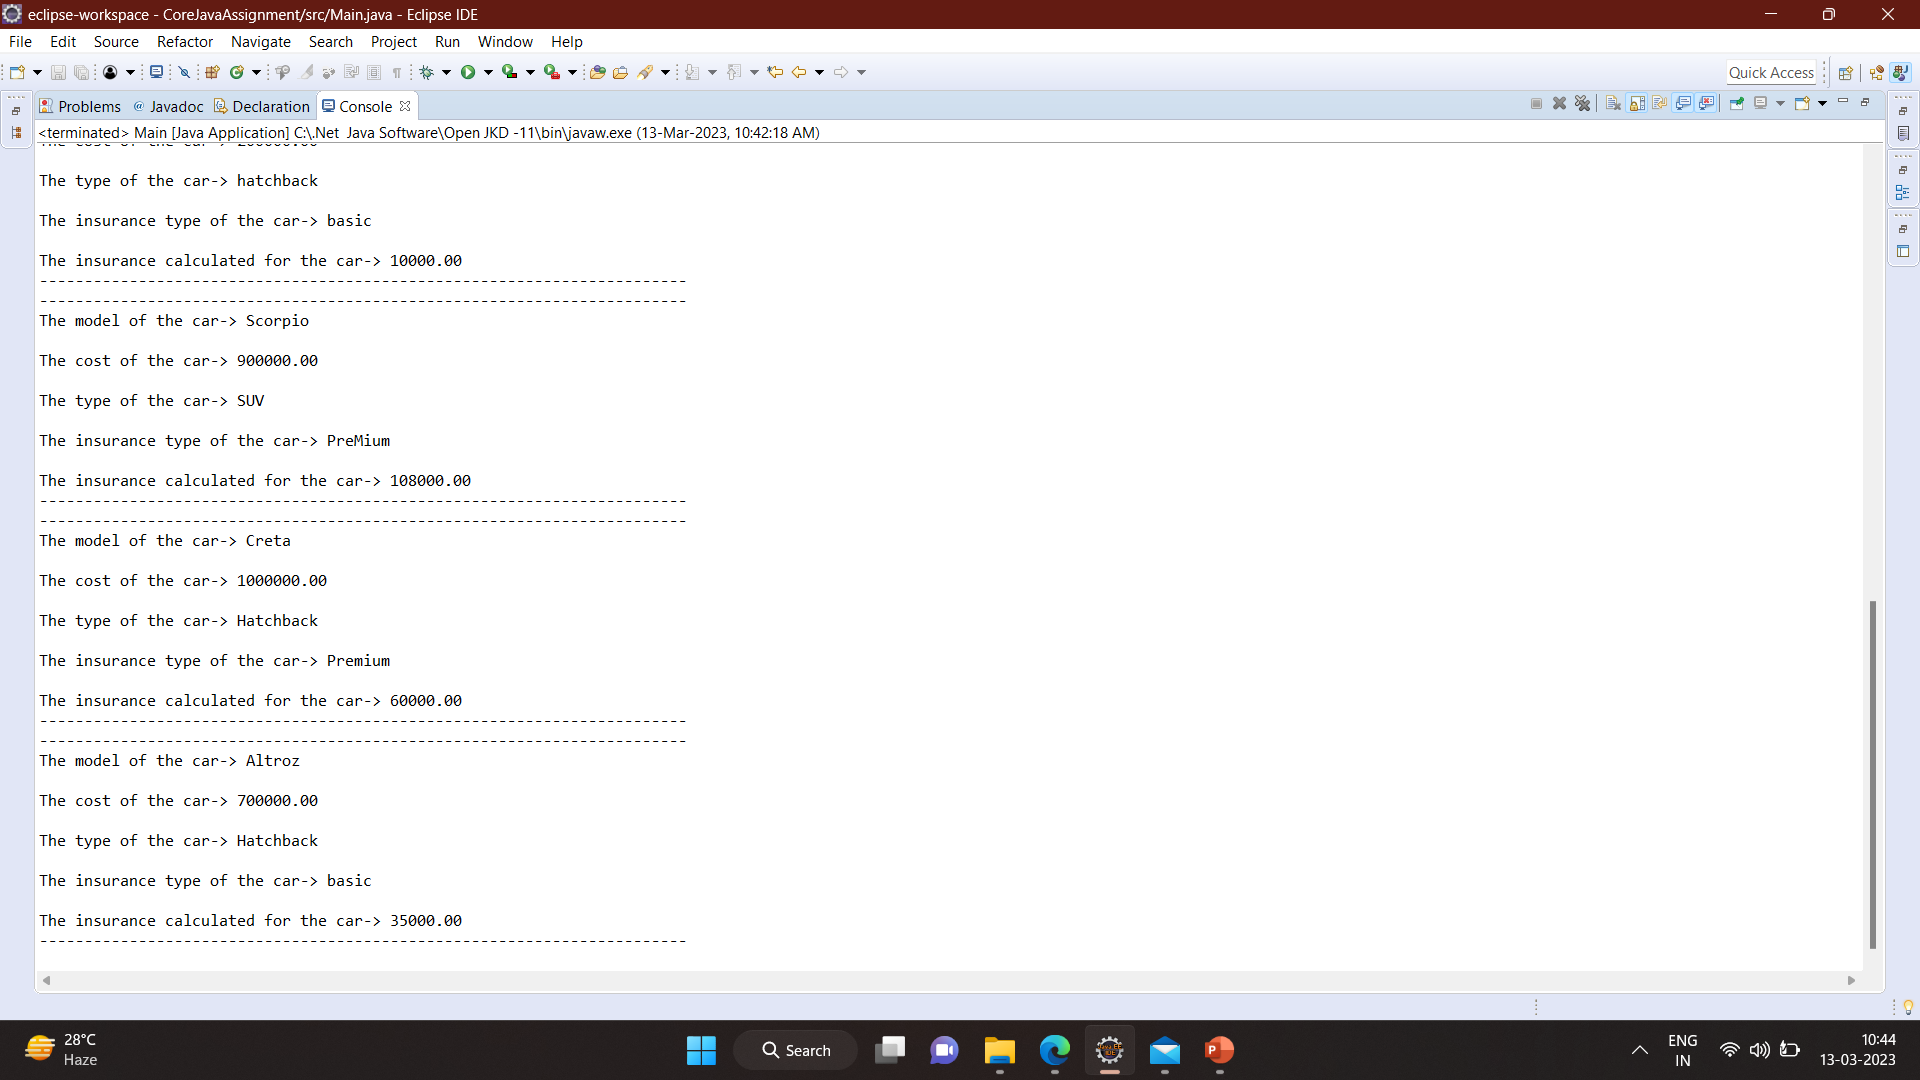 eclipse-workspace - CoreJavaAssignment/src/Main.java - Eclipse IDE
File Edit Source Refactor Navigate Search Project Run Window Help
Quick Access
Problems @ Javadoc Declaration Console
<terminated> Main [Java Application] C:\.Net Java Software\Open JKD -11\bin\javaw.exe (13-Mar-2023, 10:42:18 AM)
The cost of the car-> 200000.00
The type of the car-> hatchback
The insurance type of the car-> basic
The insurance calculated for the car-> 10000.00
------------------------------------------------------------------------
------------------------------------------------------------------------
The model of the car-> Scorpio
The cost of the car-> 900000.00
The type of the car-> SUV
The insurance type of the car-> PreMium
The insurance calculated for the car-> 108000.00
------------------------------------------------------------------------
------------------------------------------------------------------------
The model of the car-> Creta
The cost of the car-> 1000000.00
The type of the car-> Hatchback
The insurance type of the car-> Premium
The insurance calculated for the car-> 60000.00
------------------------------------------------------------------------
------------------------------------------------------------------------
The model of the car-> Altroz
The cost of the car-> 700000.00
The type of the car-> Hatchback
The insurance type of the car-> basic
The insurance calculated for the car-> 35000.00
------------------------------------------------------------------------
28°C
Haze
Search
ENG
IN
10:44
13-03-2023